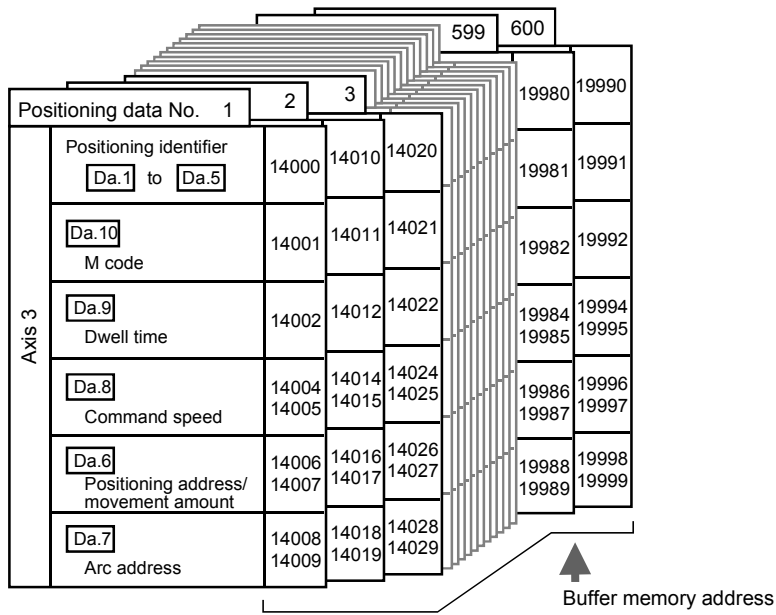 599 600
Positioning data No. 1 2 3
Axis 3
Positioning identifier
Da.1 to Da.5
14000 14010 14020 19980 19990
Da.10
M code
14001 14011 14021 19981 19991
19982 19992
Da.9
Dwell time
14002 14012 14022
19984 19994
19985 19995
Da.8
Command speed
14004 14014 14024
14005 14015 14025
19986 19996
19987 19997
Da.6
Positioning address/
movement amount
14006 14016 14026
14007 14017 14027
19988 19998
19989 19999
Da.7
Arc address
14008 14018 14028
14009 14019 14029
Buffer memory address